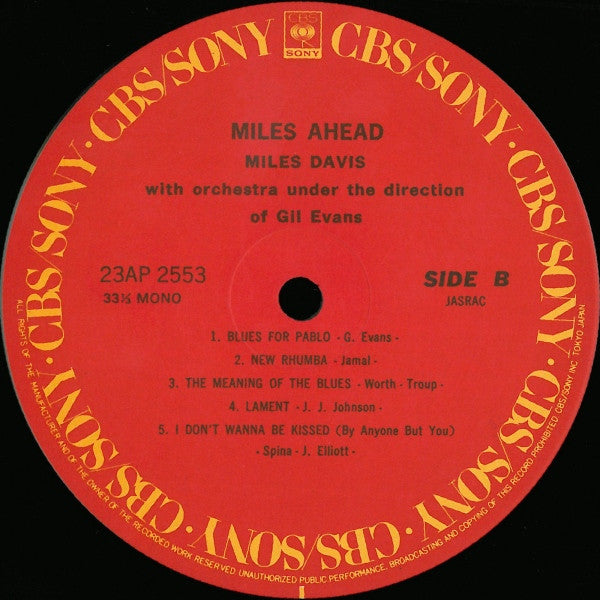 CBS
SONY
CBS/SONY · CBS/SONY · CBS/SONY · CBS/SONY · CBS/SONY · CBS/SONY · CBS/SONY · CBS/SONY
MILES AHEAD
MILES DAVIS
with orchestra under the direction
of Gil Evans
23AP 2553
SIDE B
33⅓ MONO
JASRAC
1. BLUES FOR PABLO - G. Evans -
2. NEW RHUMBA - Jamal -
3. THE MEANING OF THE BLUES - Worth - Troup -
4. LAMENT - J. J. Johnson -
5. I DON'T WANNA BE KISSED (By Anyone But You)
- Spina - J. Elliott -
ALL RIGHTS OF THE MANUFACTURER AND OF THE OWNER OF THE RECORDED WORK RESERVED UNAUTHORIZED PUBLIC PERFORMANCE, BROADCASTING AND COPYING OF THIS RECORD PROHIBITED CBS/SONY INC TOKYO JAPAN